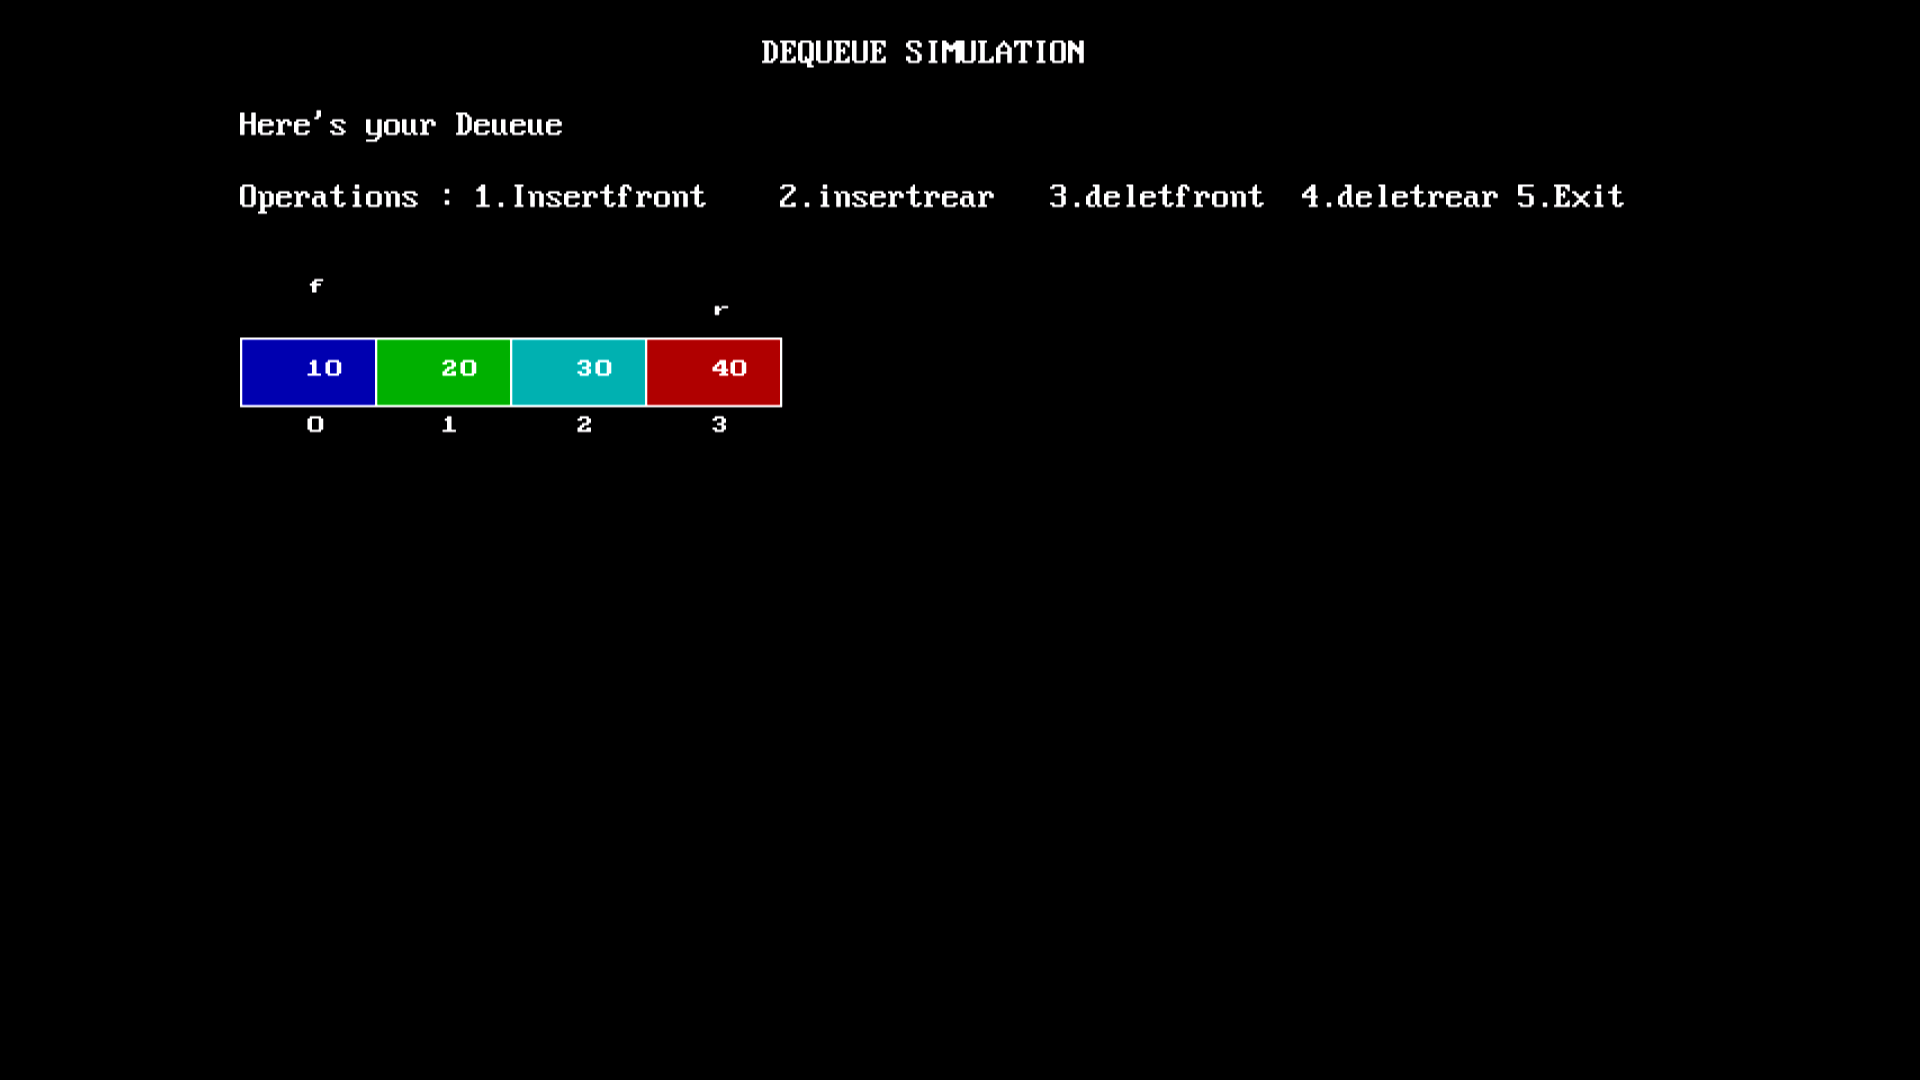 DEQUEUE SIMULATION
Here's your Deueue
Operations : 1.Insertfront 2.insertrear 3.deletfront 4.deletrear 5.Exit
f
r
10 20 30 40
0 1 2 3